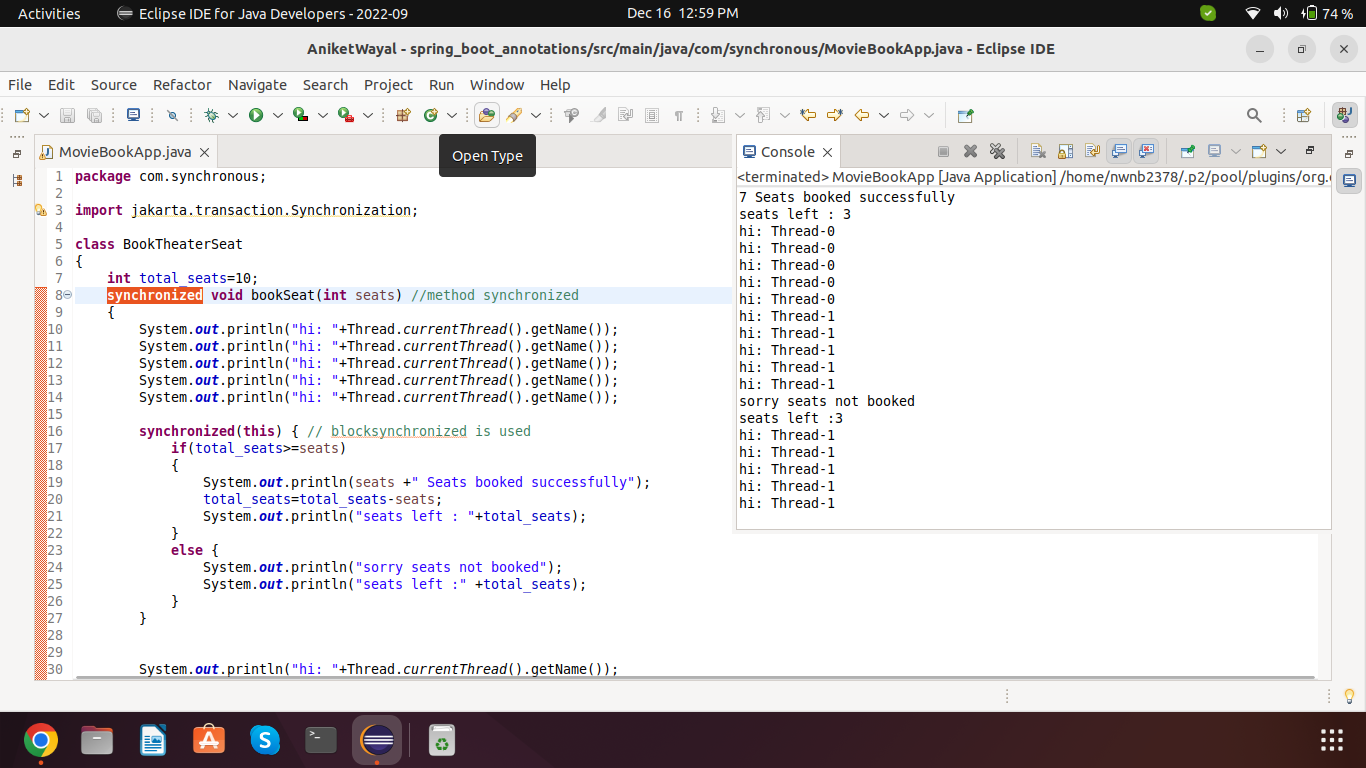 Activities
Eclipse IDE for Java Developers - 2022-09
Dec 16 12:59 PM
74 %
AniketWayal - spring_boot_annotations/src/main/java/com/synchronous/MovieBookApp.java - Eclipse IDE
File Edit Source Refactor Navigate Search Project Run Window Help
Open Type
MovieBookApp.java
1 package com.synchronous;
2
3 import jakarta.transaction.Synchronization;
4
5 class BookTheaterSeat
6 {
7 int total_seats=10;
8 synchronized void bookSeat(int seats) //method synchronized
9 {
10 System.out.println("hi: "+Thread.currentThread().getName());
11 System.out.println("hi: "+Thread.currentThread().getName());
12 System.out.println("hi: "+Thread.currentThread().getName());
13 System.out.println("hi: "+Thread.currentThread().getName());
14 System.out.println("hi: "+Thread.currentThread().getName());
15
16 synchronized(this) { // blocksynchronized is used
17 if(total_seats>=seats)
18 {
19 System.out.println(seats +" Seats booked successfully");
20 total_seats=total_seats-seats;
21 System.out.println("seats left : "+total_seats);
22 }
23 else {
24 System.out.println("sorry seats not booked");
25 System.out.println("seats left :" +total_seats);
26 }
27 }
28
29
30 System.out.println("hi: "+Thread.currentThread().getName());
Console
<terminated> MovieBookApp [Java Application] /home/nwnb2378/.p2/pool/plugins/org.
7 Seats booked successfully
seats left : 3
hi: Thread-0
hi: Thread-0
hi: Thread-0
hi: Thread-0
hi: Thread-0
hi: Thread-1
hi: Thread-1
hi: Thread-1
hi: Thread-1
hi: Thread-1
sorry seats not booked
seats left :3
hi: Thread-1
hi: Thread-1
hi: Thread-1
hi: Thread-1
hi: Thread-1